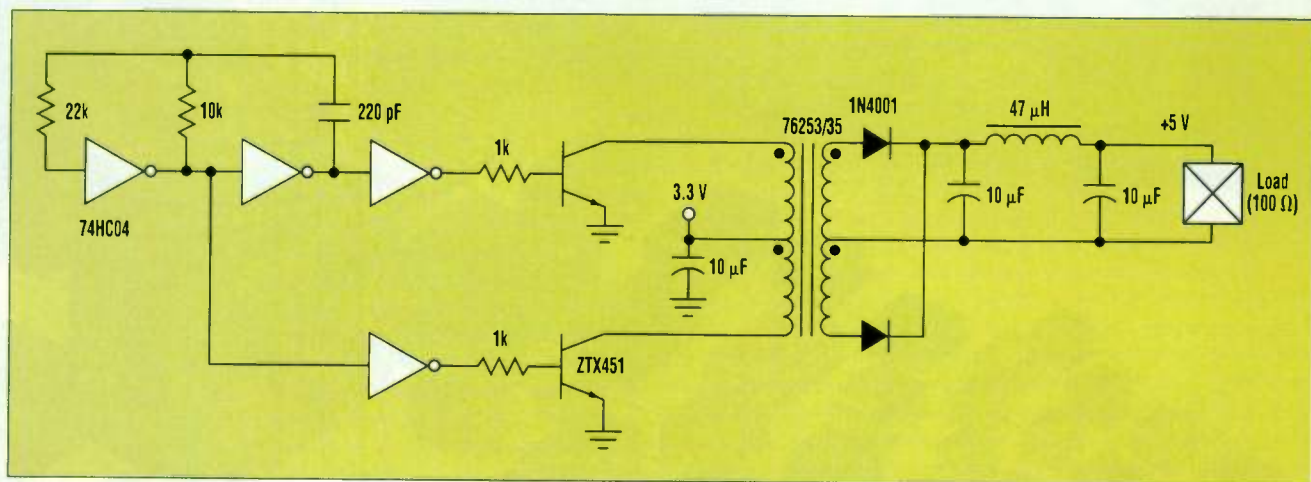 22k
10k
220 pF
74HC04
1k
1k
ZTX451
3.3 V
10 µF
76253/35
1N4001
47 µH
10 µF
10 µF
+5 V
Load
(100 Ω)